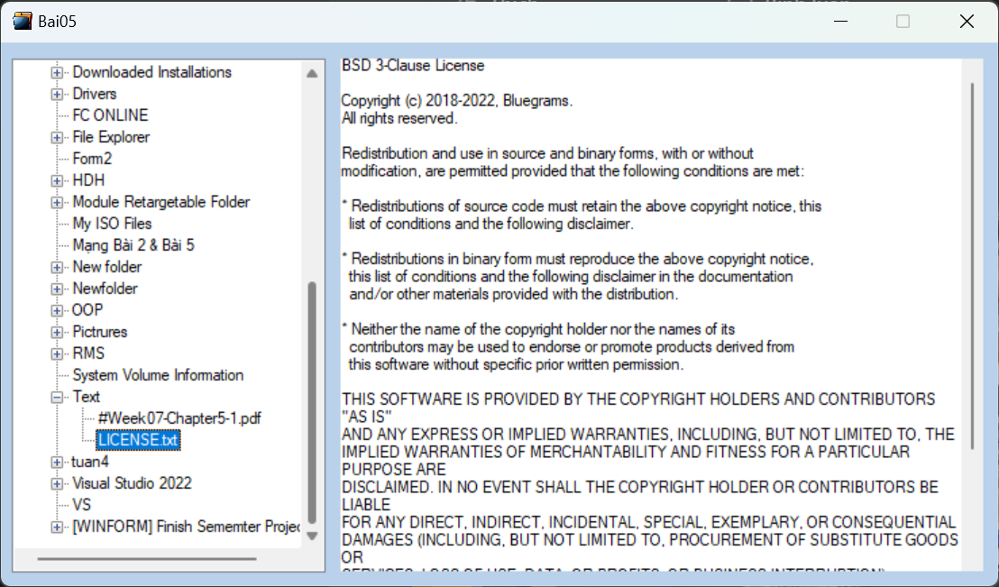 Bai05
Downloaded Installations
Drivers
FC ONLINE
File Explorer
Form2
HDH
Module Retargetable Folder
My ISO Files
Mạng Bài 2 & Bài 5
New folder
Newfolder
OOP
Pictrures
RMS
System Volume Information
Text
#Week07-Chapter5-1.pdf
LICENSE.txt
tuan4
Visual Studio 2022
VS
[WINFORM] Finish Sememter Projec
BSD 3-Clause License
Copyright (c) 2018-2022, Bluegrams.
All rights reserved.
Redistribution and use in source and binary forms, with or without
modification, are permitted provided that the following conditions are met:
* Redistributions of source code must retain the above copyright notice, this
list of conditions and the following disclaimer.
* Redistributions in binary form must reproduce the above copyright notice,
this list of conditions and the following disclaimer in the documentation
and/or other materials provided with the distribution.
* Neither the name of the copyright holder nor the names of its
contributors may be used to endorse or promote products derived from
this software without specific prior written permission.
THIS SOFTWARE IS PROVIDED BY THE COPYRIGHT HOLDERS AND CONTRIBUTORS
"AS IS"
AND ANY EXPRESS OR IMPLIED WARRANTIES, INCLUDING, BUT NOT LIMITED TO, THE
IMPLIED WARRANTIES OF MERCHANTABILITY AND FITNESS FOR A PARTICULAR
PURPOSE ARE
DISCLAIMED. IN NO EVENT SHALL THE COPYRIGHT HOLDER OR CONTRIBUTORS BE
LIABLE
FOR ANY DIRECT, INDIRECT, INCIDENTAL, SPECIAL, EXEMPLARY, OR CONSEQUENTIAL
DAMAGES (INCLUDING, BUT NOT LIMITED TO, PROCUREMENT OF SUBSTITUTE GOODS
OR
SERVICES; LOSS OF USE, DATA, OR PROFITS; OR BUSINESS INTERRUPTION)